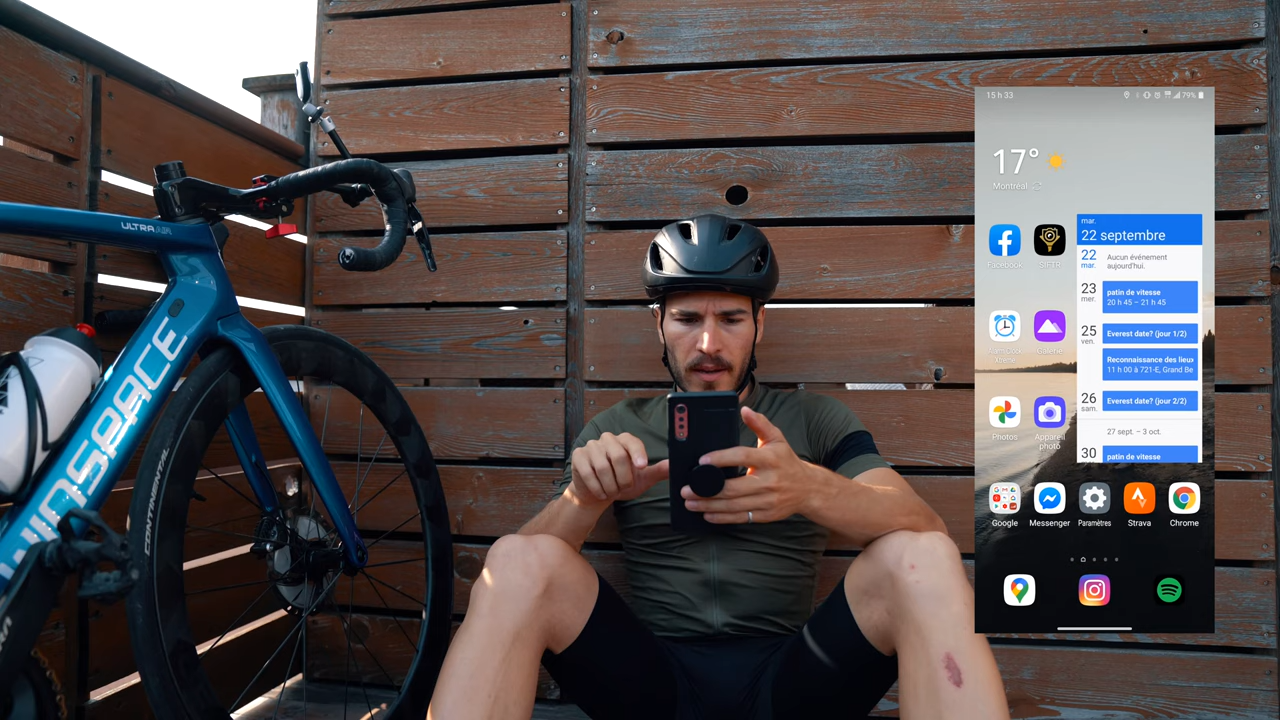 ULTRA AIR
WINSPACE
CONTINENTAL
15 h 33
79%
17°
Montréal
Facebook
Galerie
Photos
Appareil
photo
mar.
22 septembre
22
mar.
Aucun événement
aujourd'hui.
23
mer.
patin de vitesse
20 h 45 – 21 h 45
25
ven.
Everest date? (jour 1/2)
Reconnaissance des lieux
11 h 00 à 721-E, Grand Be
26
sam.
Everest date? (jour 2/2)
27 sept. – 3 oct.
30
patin de vitesse
Google
Messenger
Paramètres
Strava
Chrome